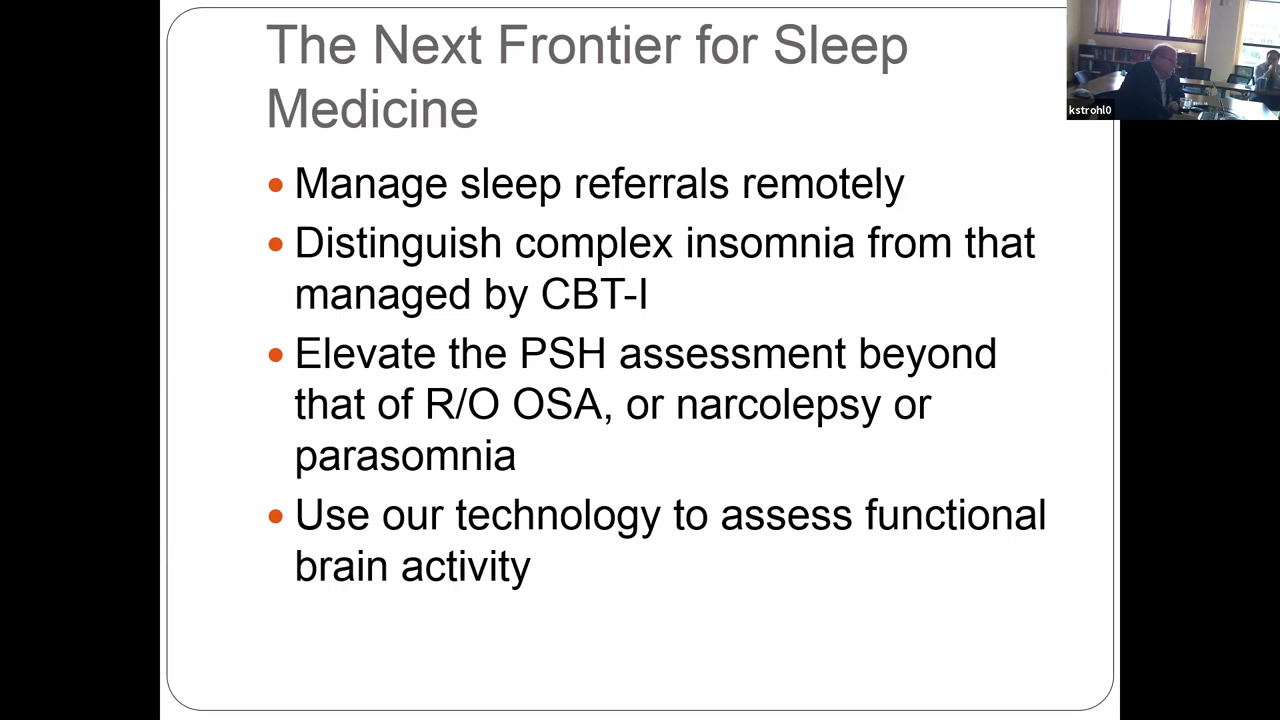 The Next Frontier for Sleep
Medicine
Manage sleep referrals remotely
Distinguish complex insomnia from that
managed by CBT-I
Elevate the PSH assessment beyond
that of R/O OSA, or narcolepsy or
parasomnia
Use our technology to assess functional
brain activity
kstrohl0